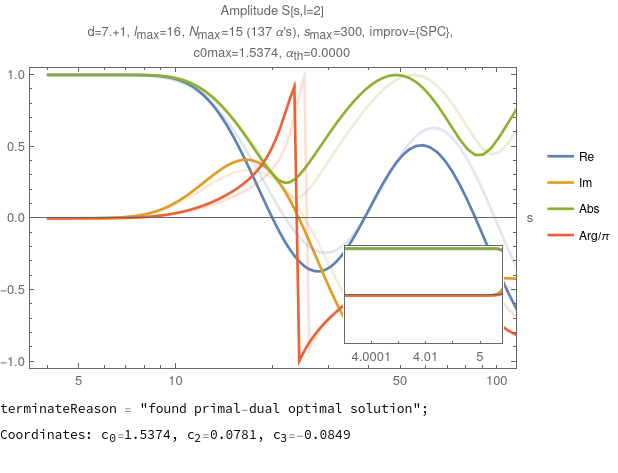 Amplitude S[s,l=2]
d=7.+1, lmax=16, Nmax=15 (137 α's), smax=300, improv={SPC},
c0max=1.5374, αth=0.0000
1.0
0.5
0.0
-0.5
-1.0
5
10
50
100
s
4.0001
4.01
5
Re
Im
Abs
Arg/π
terminateReason = "found primal-dual optimal solution";
Coordinates: c0=1.5374, c2=0.0781, c3=-0.0849